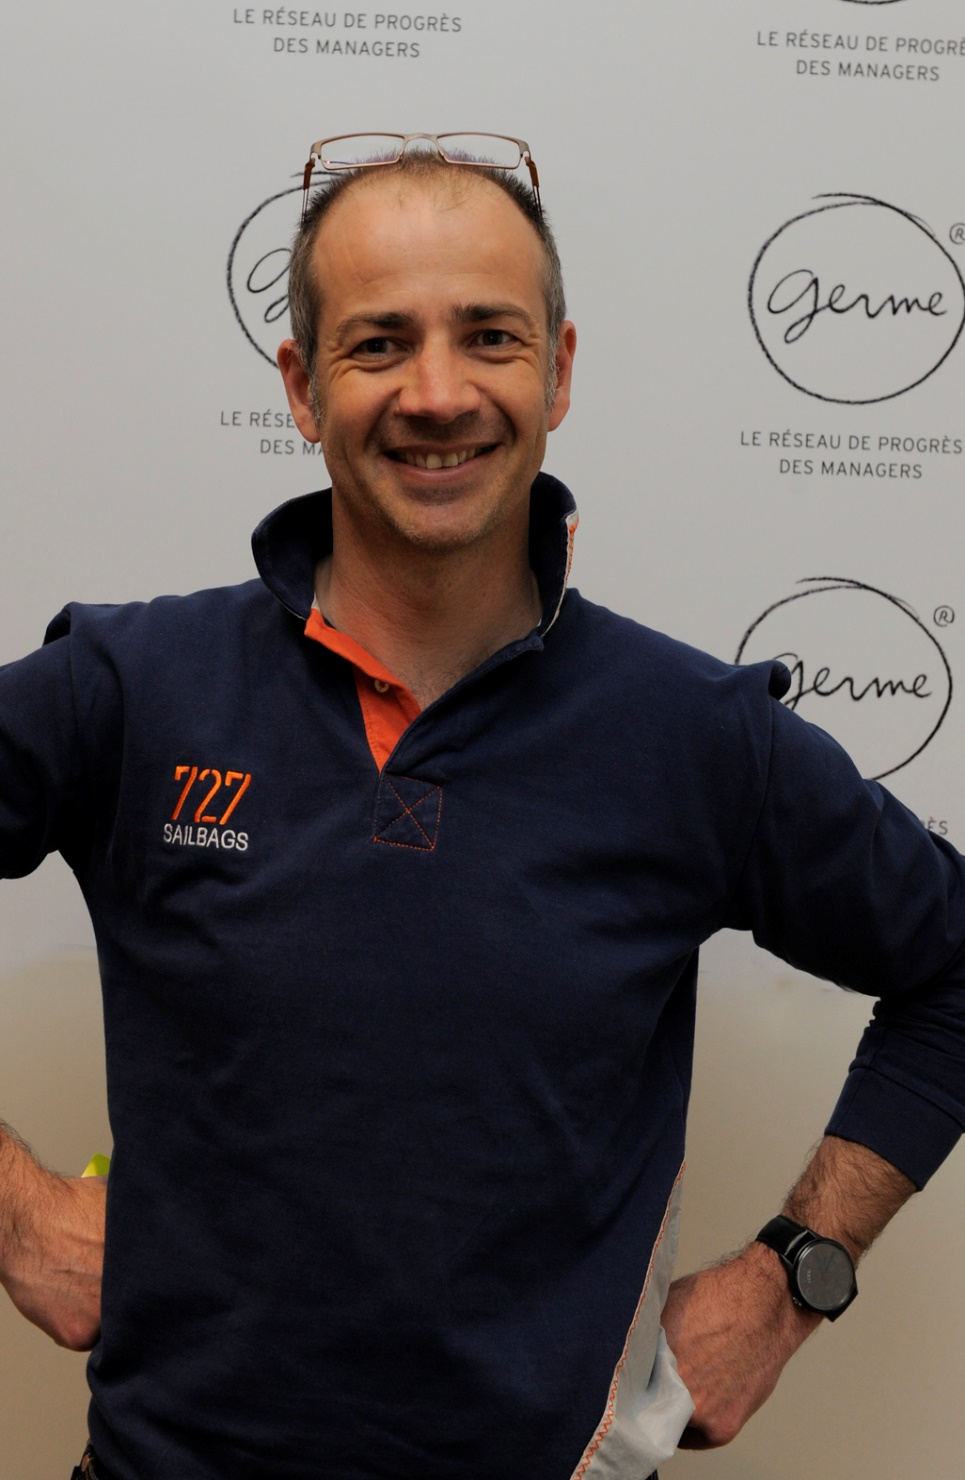 LE RÉSEAU DE PROGRÈS
DES MANAGERS
LE RÉSEAU DE
DES MANAGERS
germe ®
LE RÉSEAU DE PROGRÈS
DES MANAGERS
germe ®
727
SAILBAGS